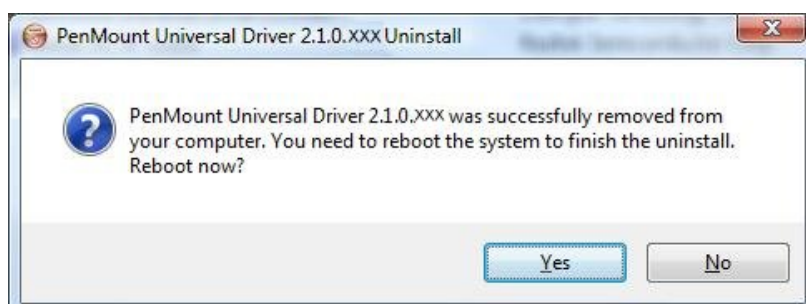 PenMount Universal Driver 2.1.0.XXX Uninstall
PenMount Universal Driver 2.1.0.XXX was successfully removed from
your computer. You need to reboot the system to finish the uninstall.
Reboot now?
Yes
No